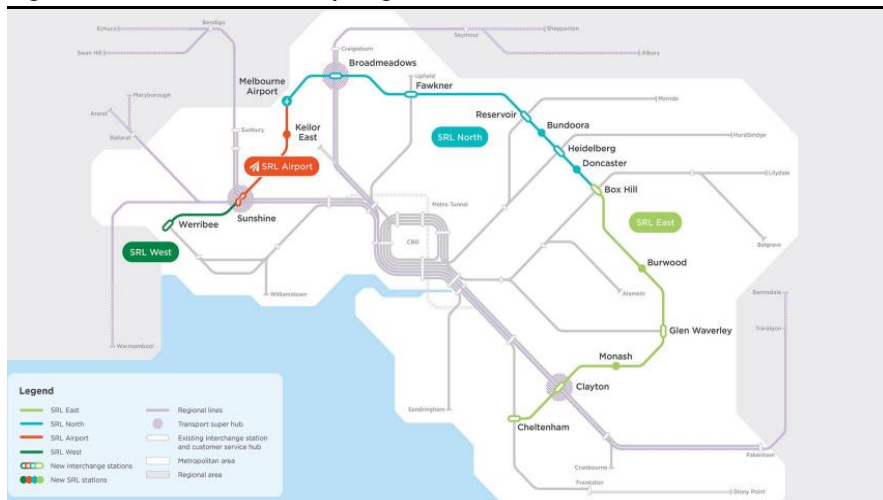 Echuca
Bendigo
Swan Hill
Seymour
Shepparton
Albury
Craigieburn
Broadmeadows
Melbourne
Airport
Upfield
Fawkner
Maryborough
Ararat
Ballarat
Sunbury
Keilor
East
SRL Airport
SRL North
Reservoir
Mernda
Bundoora
Hurstbridge
Heidelberg
Doncaster
Lilydale
Box Hill
Metro Tunnel
Werribee
Sunshine
SRL East
SRL West
CBD
Belgrave
Burwood
Williamstown
Alamein
Bairnsdale
Glen Waverley
Traralgon
Warrnambool
Monash
Clayton
Sandringham
Cheltenham
Pakenham
Cranbourne
Frankston
Stony Point
Legend
SRL East
SRL North
SRL Airport
SRL West
New interchange stations
New SRL stations
Regional lines
Transport super hub
Existing interchange station
and customer service hub
Metropolitan area
Regional area